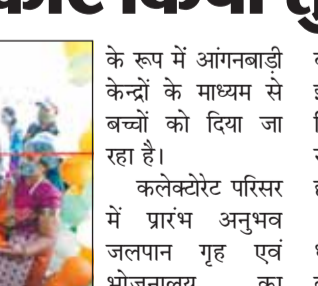 के रूप में आंगनबाड़ी
केन्द्रों के माध्यम से
बच्चों को दिया जा
रहा है।
कलेक्टोरेट परिसर
में प्रारंभ अनुभव
जलपान गृह एवं
भोजनालय का